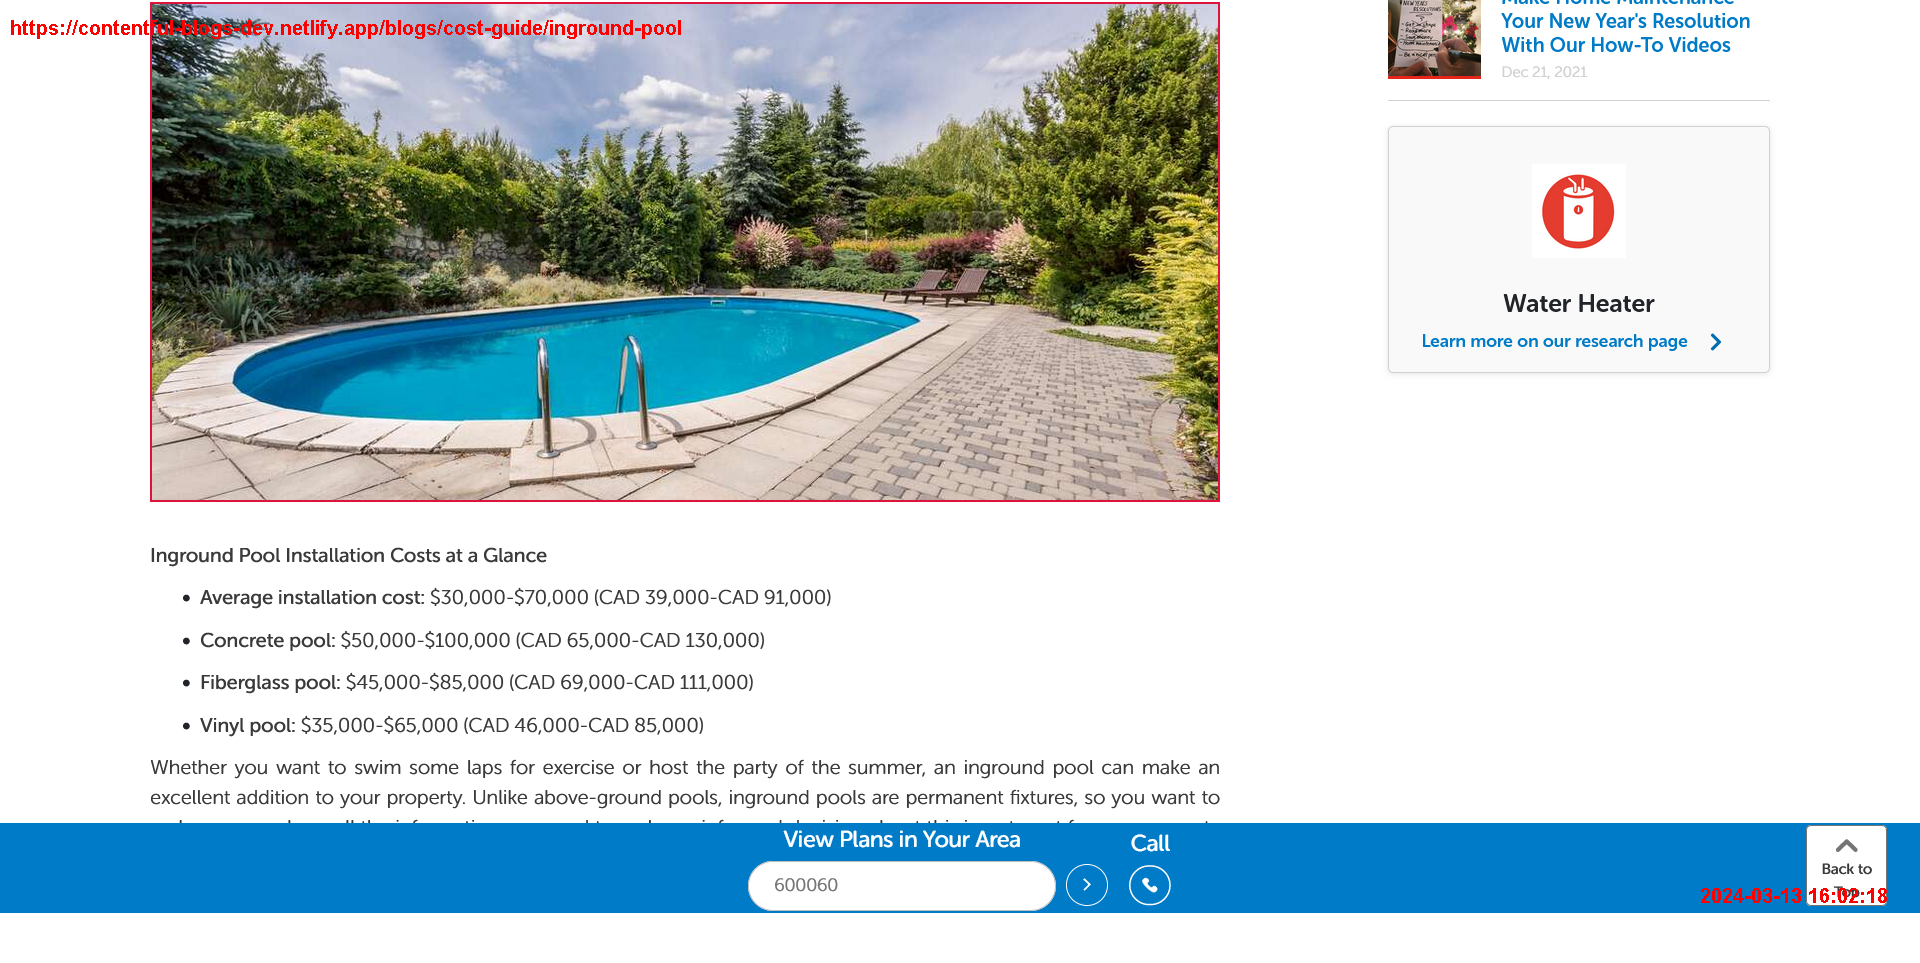 https://contentful-blogs-dev.netlify.app/blogs/cost-guide/inground-pool
Make Home Maintenance
Your New Year's Resolution
With Our How-To Videos
Dec 21, 2021
Water Heater
Learn more on our research page
Inground Pool Installation Costs at a Glance
• Average installation cost: $30,000-$70,000 (CAD 39,000-CAD 91,000)
• Concrete pool: $50,000-$100,000 (CAD 65,000-CAD 130,000)
• Fiberglass pool: $45,000-$85,000 (CAD 69,000-CAD 111,000)
• Vinyl pool: $35,000-$65,000 (CAD 46,000-CAD 85,000)
Whether you want to swim some laps for exercise or host the party of the summer, an inground pool can make an
excellent addition to your property. Unlike above-ground pools, inground pools are permanent fixtures, so you want to
View Plans in Your Area
Call
600060
Back to
Top
2024-03-13 16:02:18